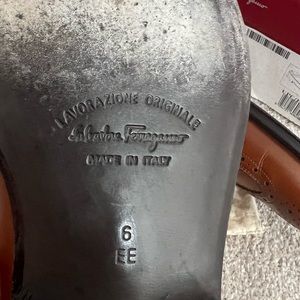 LAVORAZIONE ORIGINALE
Salvatore Ferragamo
MADE IN ITALY
6
EE